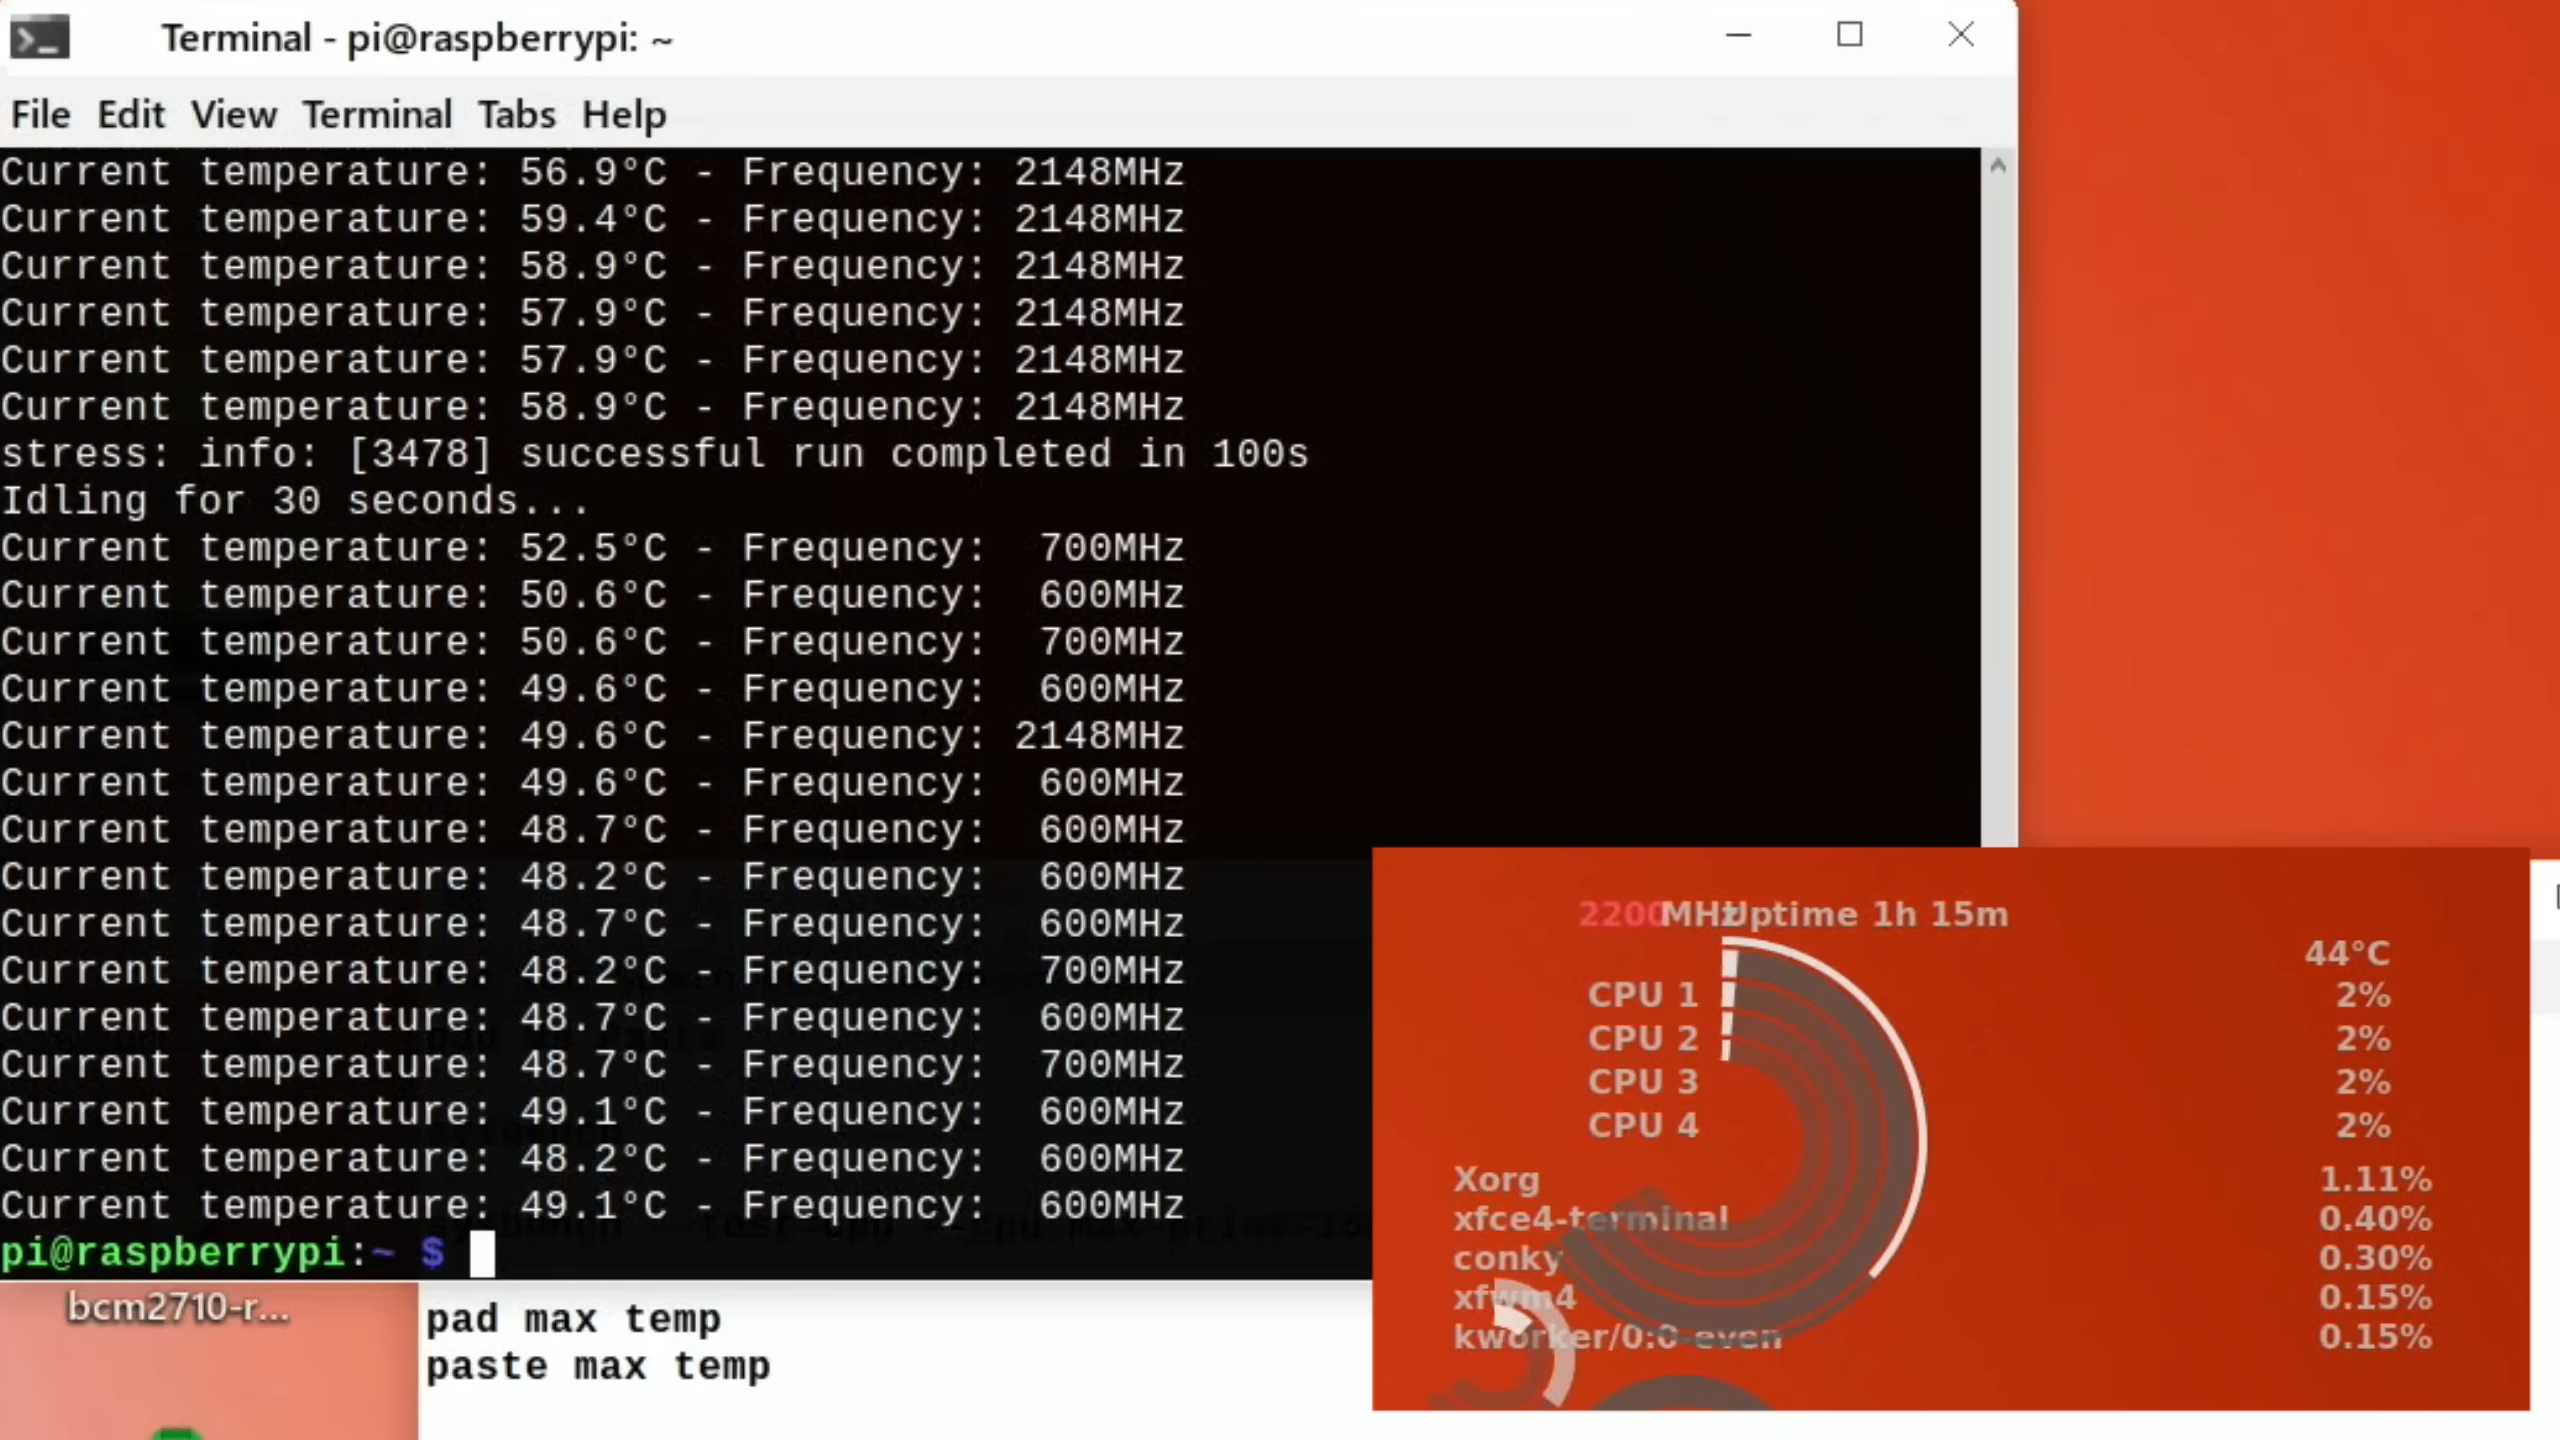 Terminal - pi@raspberrypi: ~
File Edit View Terminal Tabs Help
Current temperature: 56.9°C - Frequency: 2148MHz
Current temperature: 59.4°C - Frequency: 2148MHz
Current temperature: 58.9°C - Frequency: 2148MHz
Current temperature: 57.9°C - Frequency: 2148MHz
Current temperature: 57.9°C - Frequency: 2148MHz
Current temperature: 58.9°C - Frequency: 2148MHz
stress: info: [3478] successful run completed in 100s
Idling for 30 seconds...
Current temperature: 52.5°C - Frequency: 700MHz
Current temperature: 50.6°C - Frequency: 600MHz
Current temperature: 50.6°C - Frequency: 700MHz
Current temperature: 49.6°C - Frequency: 600MHz
Current temperature: 49.6°C - Frequency: 2148MHz
Current temperature: 49.6°C - Frequency: 600MHz
Current temperature: 48.7°C - Frequency: 600MHz
Current temperature: 48.2°C - Frequency: 600MHz
Current temperature: 48.7°C - Frequency: 600MHz
Current temperature: 48.2°C - Frequency: 700MHz
Current temperature: 48.7°C - Frequency: 600MHz
Current temperature: 48.7°C - Frequency: 700MHz
Current temperature: 49.1°C - Frequency: 600MHz
Current temperature: 48.2°C - Frequency: 600MHz
Current temperature: 49.1°C - Frequency: 600MHz
pi@raspberrypi:~ $
bcm2710-r...
pad max temp
paste max temp
2200MHz Uptime 1h 15m
44°C
CPU 1 2%
CPU 2 2%
CPU 3 2%
CPU 4 2%
Xorg 1.11%
xfce4-terminal 0.40%
conky 0.30%
xfwm4 0.15%
kworker/0:0-even 0.15%